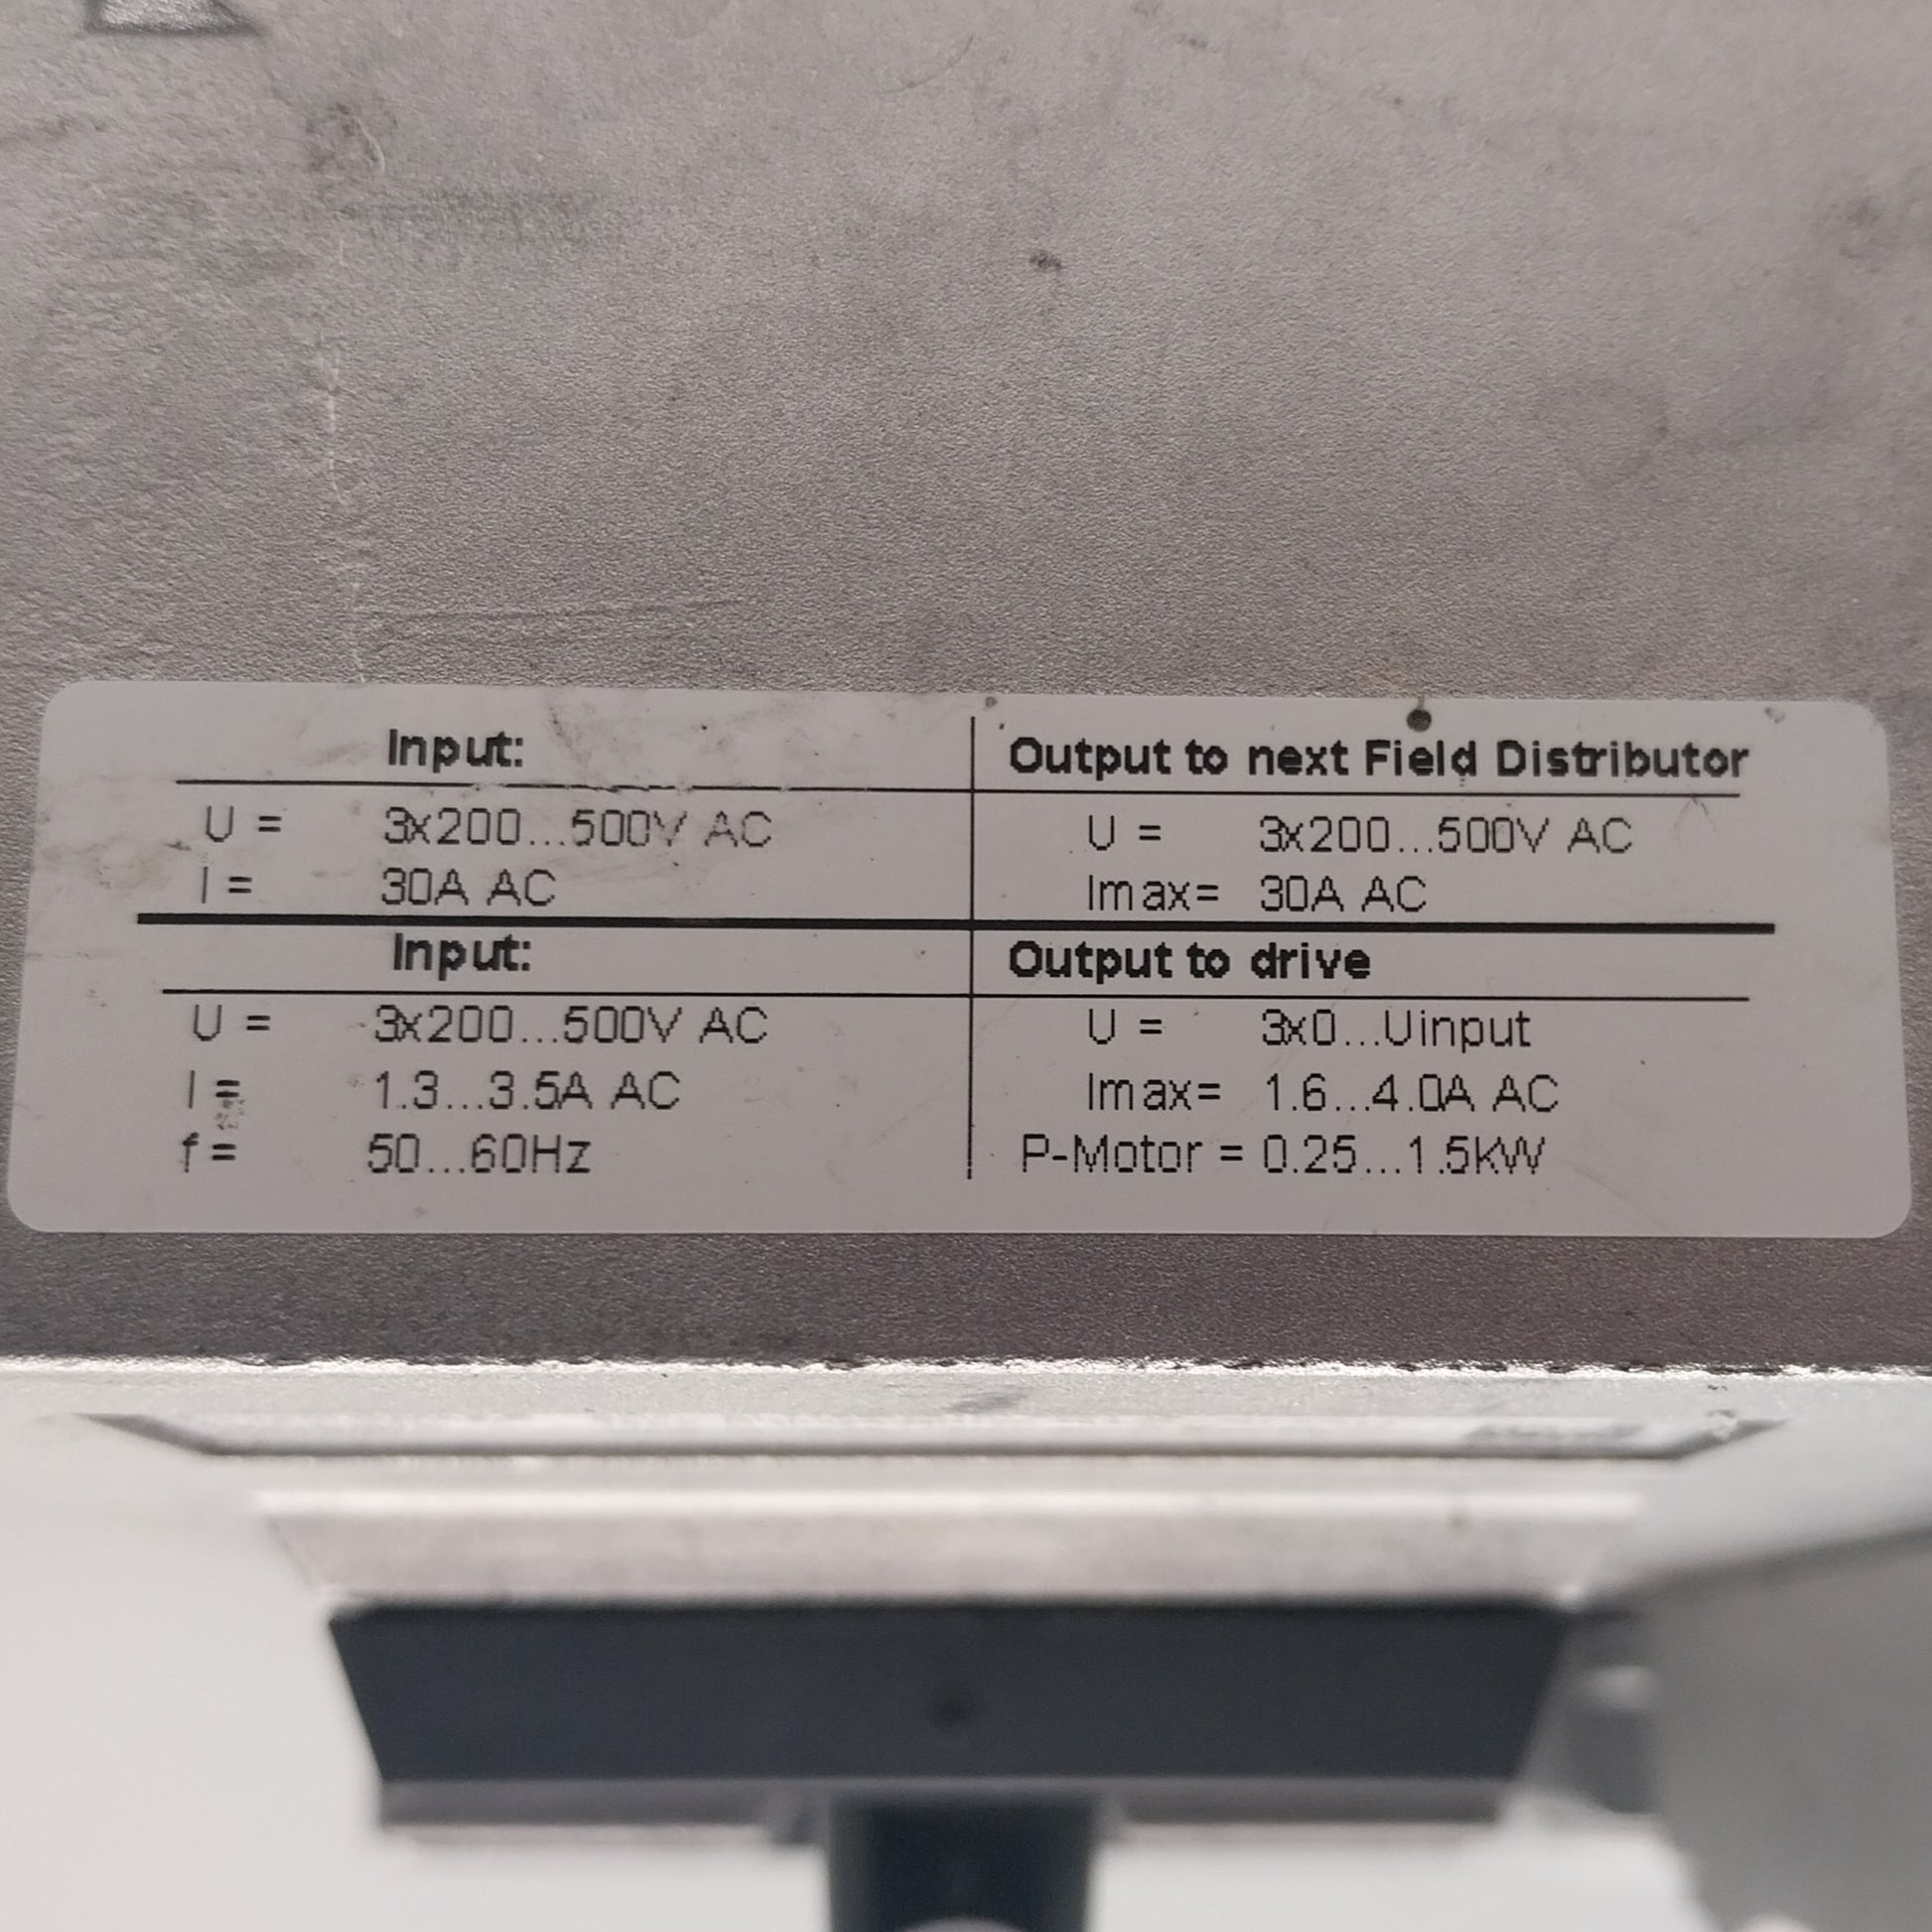 Input:
U = 3x200...500V AC
I = 30A AC
Output to next Field Distributor
U = 3x200...500V AC
Imax= 30A AC
Input:
U = 3x200...500V AC
I = 1.3...3.5A AC
f = 50...60Hz
Output to drive
U = 3x0...Uinput
Imax= 1.6...4.0A AC
P-Motor = 0.25...1.5kW